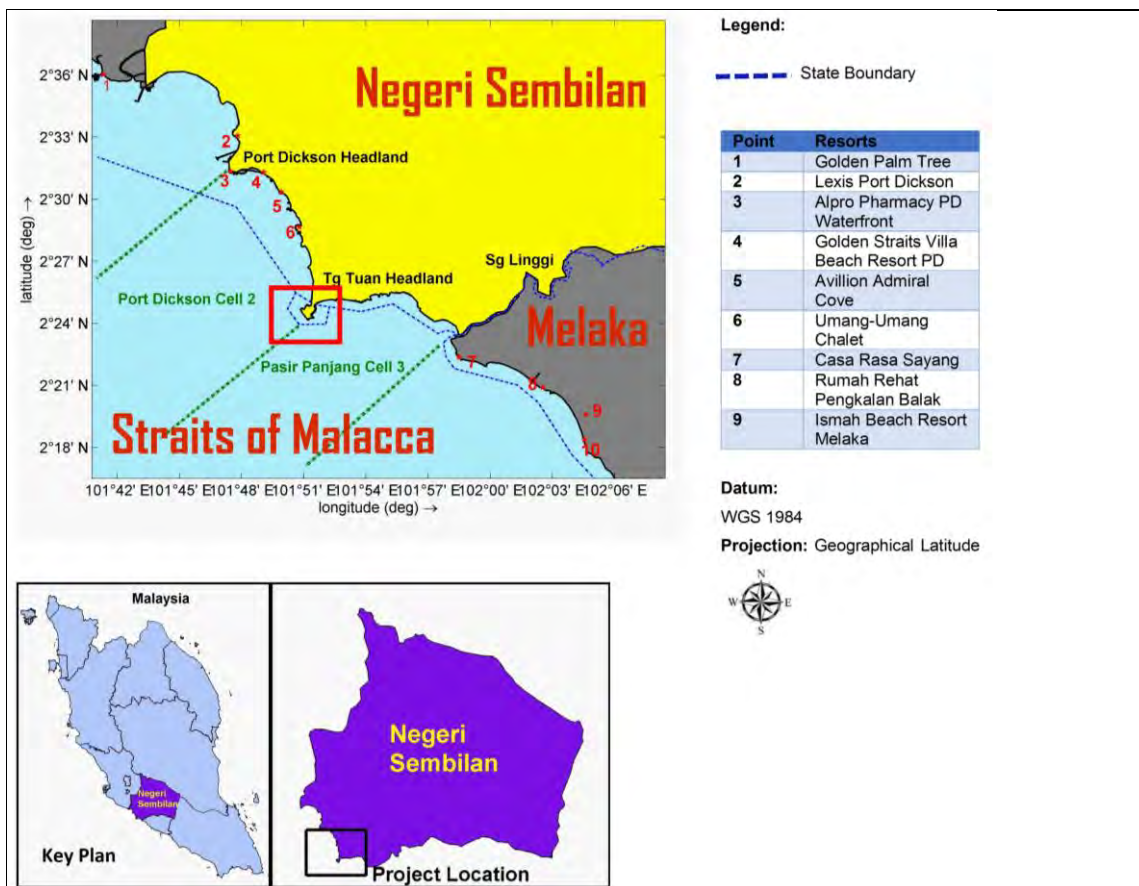 Negeri Sembilan
Port Dickson Headland
Tg Tuan Headland
Sg Linggi
Melaka
Port Dickson Cell 2
Pasir Panjang Cell 3
Straits of Malacca
1
2
3
4
5
6
7
8
9
10
latitude (deg) →
2°36' N
2°33' N
2°30' N
2°27' N
2°24' N
2°21' N
2°18' N
101°42' E101°45' E101°48' E101°51' E101°54' E101°57' E102°00' E102°03' E102°06' E
longitude (deg) →
Legend:
State Boundary
Point Resorts
1 Golden Palm Tree
2 Lexis Port Dickson
3 Alpro Pharmacy PD
Waterfront
4 Golden Straits Villa
Beach Resort PD
5 Avillion Admiral
Cove
6 Umang-Umang
Chalet
7 Casa Rasa Sayang
8 Rumah Rehat
Pengkalan Balak
9 Ismah Beach Resort
Melaka
Datum:
WGS 1984
Projection: Geographical Latitude
N
W E
S
Malaysia
Negeri
Sembilan
Key Plan
Negeri
Sembilan
Project Location